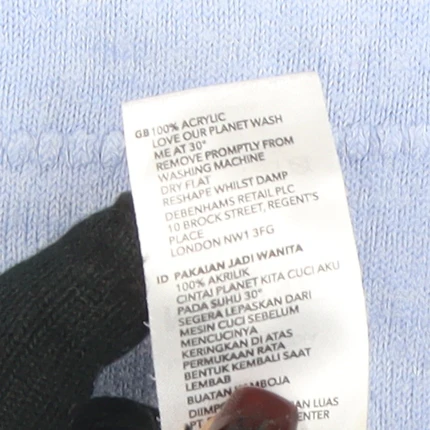 GB 100% ACRYLIC
LOVE OUR PLANET WASH
ME AT 30°
REMOVE PROMPTLY FROM
WASHING MACHINE
DRY FLAT
RESHAPE WHILST DAMP
DEBENHAMS RETAIL PLC
10 BROCK STREET, REGENT'S
PLACE
LONDON NW1 3FG
ID PAKAIAN JADI WANITA
100% AKRILIK
CINTAI PLANET KITA CUCI AKU
PADA SUHU 30°
SEGERA LEPASKAN DARI
MESIN CUCI SEBELUM
MENCUCINYA
KERINGKAN DI ATAS
PERMUKAAN RATA
BENTUK KEMBALI SAAT
LEMBAB
BUATAN
LUAS